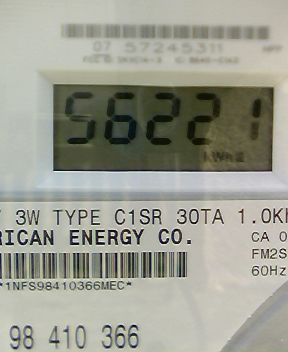 07 57245311
56221
3W TYPE C1SR 30TA 1.0K
RICAN ENERGY CO.
CA 0
FM2S
60Hz
*1NFS98410366MEC*
98 410 366